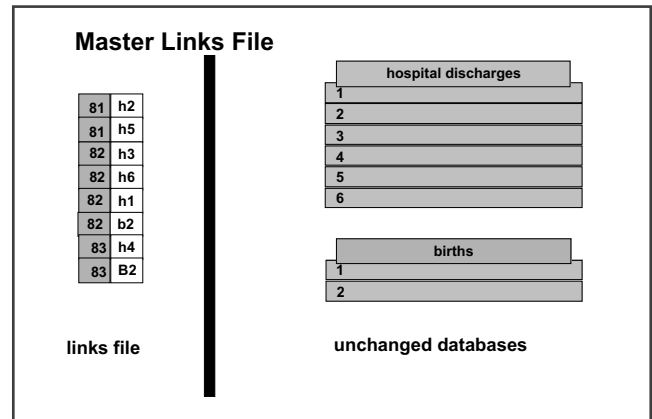 Master Links File
81 h2
81 h5
82 h3
82 h6
82 h1
82 b2
83 h4
83 B2
links file
hospital discharges
1
2
3
4
5
6
births
1
2
unchanged databases